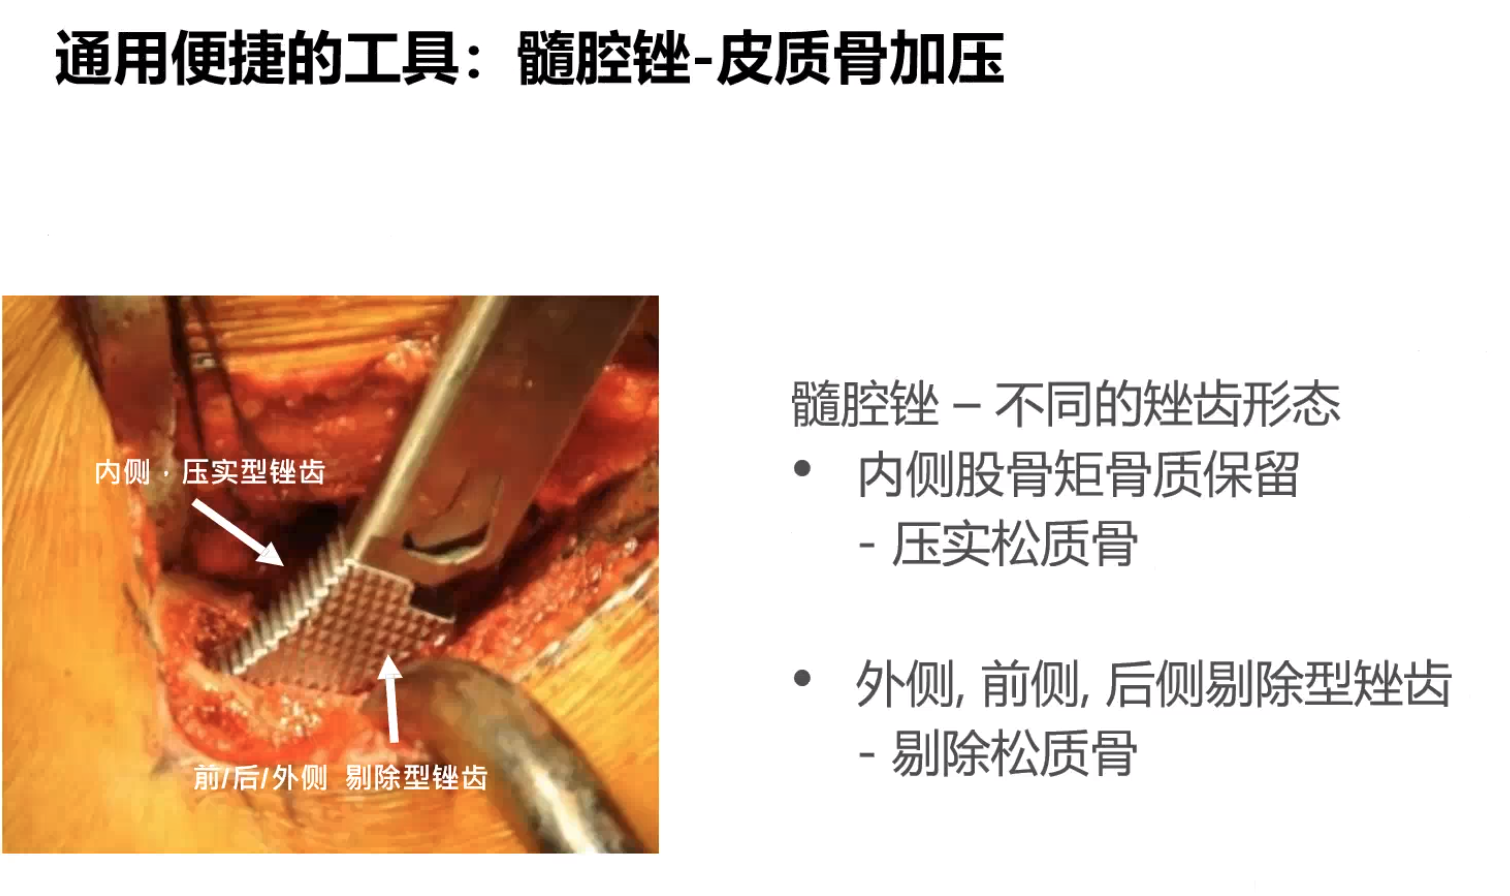 通用便捷的工具：髓腔锉-皮质骨加压
内侧，压实型锉齿
前/后/外侧 剔除型锉齿
髓腔锉 – 不同的矬齿形态
• 内侧股骨矩骨质保留
- 压实松质骨
• 外侧, 前侧, 后侧剔除型矬齿
- 剔除松质骨